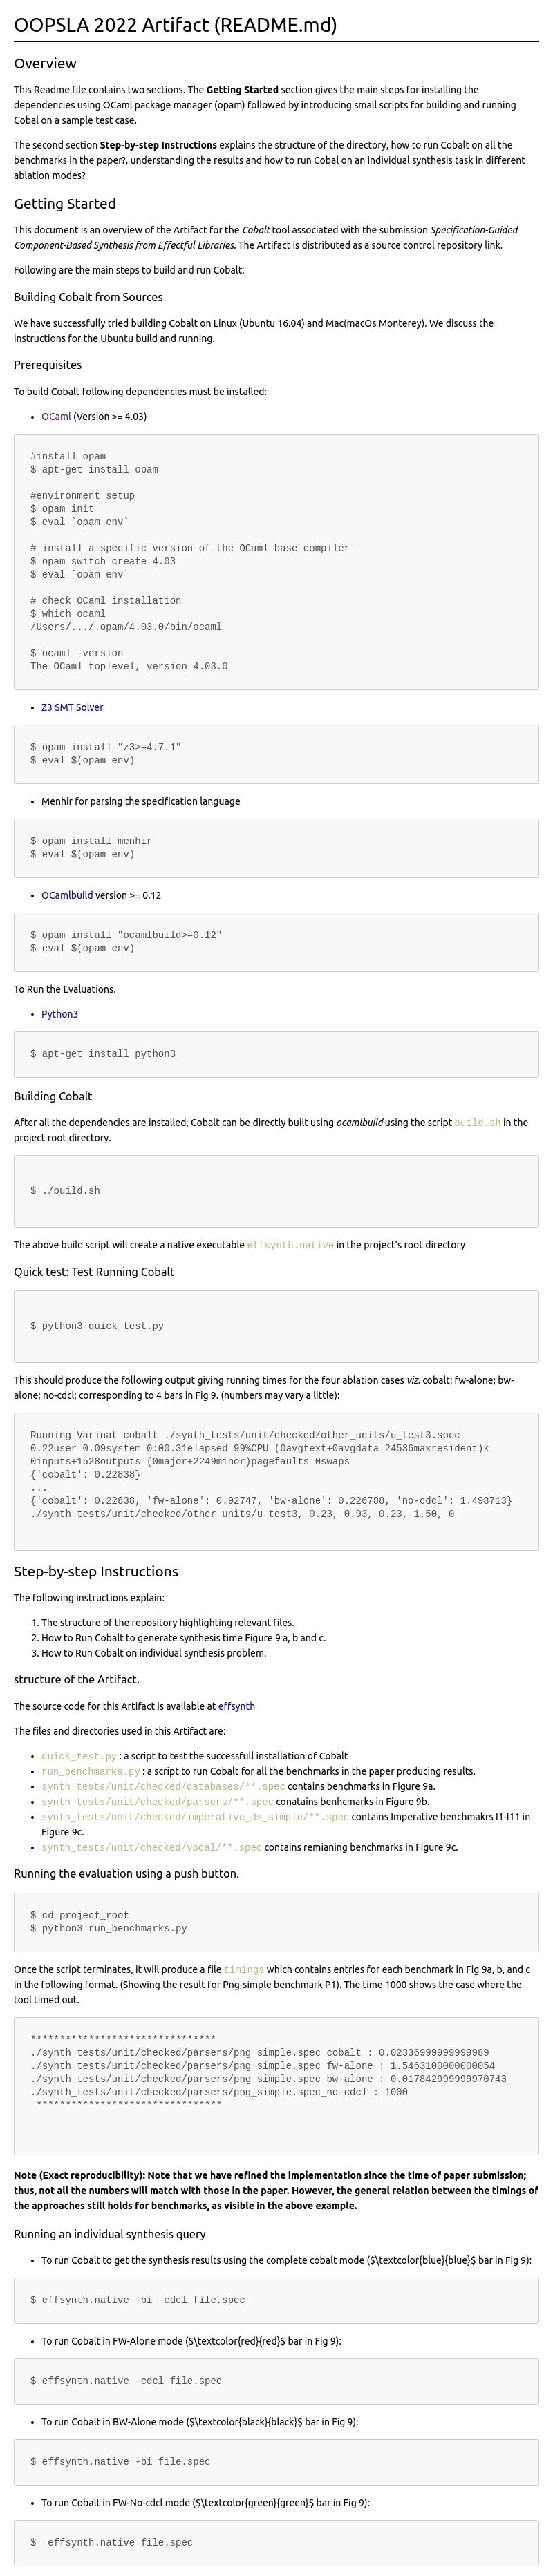 OOPSLA 2022 Artifact (README.md)
Overview
This Readme file contains two sections. The Getting Started section gives the main steps for installing the
dependencies using OCaml package manager (opam) followed by introducing small scripts for building and running
Cobal on a sample test case.
The second section Step-by-step Instructions explains the structure of the directory, how to run Cobalt on all the
benchmarks in the paper?, understanding the results and how to run Cobal on an individual synthesis task in different
ablation modes?
Getting Started
This document is an overview of the Artifact for the Cobalt tool associated with the submission Specification-Guided
Component-Based Synthesis from Effectful Libraries. The Artifact is distributed as a source control repository link.
Following are the main steps to build and run Cobalt:
Building Cobalt from Sources
We have successfully tried building Cobalt on Linux (Ubuntu 16.04) and Mac(macOs Monterey). We discuss the
instructions for the Ubuntu build and running.
Prerequisites
To build Cobalt following dependencies must be installed:
• OCaml (Version >= 4.03)
#install opam
$ apt-get install opam
#environment setup
$ opam init
$ eval `opam env`
# install a specific version of the OCaml base compiler
$ opam switch create 4.03
$ eval `opam env`
# check OCaml installation
$ which ocaml
/Users/.../.opam/4.03.0/bin/ocaml
$ ocaml -version
The OCaml toplevel, version 4.03.0
• Z3 SMT Solver
$ opam install "z3>=4.7.1"
$ eval $(opam env)
• Menhir for parsing the specification language
$ opam install menhir
$ eval $(opam env)
• OCamlbuild version >= 0.12
$ opam install "ocamlbuild>=0.12"
$ eval $(opam env)
To Run the Evaluations.
• Python3
$ apt-get install python3
Building Cobalt
After all the dependencies are installed, Cobalt can be directly built using ocamlbuild using the script build.sh in the
project root directory.
$ ./build.sh
The above build script will create a native executable effsynth.native in the project's root directory
Quick test: Test Running Cobalt
$ python3 quick_test.py
This should produce the following output giving running times for the four ablation cases viz. cobalt; fw-alone; bw-
alone; no-cdcl; corresponding to 4 bars in Fig 9. (numbers may vary a little):
Running Varinat cobalt ./synth_tests/unit/checked/other_units/u_test3.spec
0.22user 0.09system 0:00.31elapsed 99%CPU (0avgtext+0avgdata 24536maxresident)k
0inputs+1528outputs (0major+2249minor)pagefaults 0swaps
{'cobalt': 0.22838}
...
{'cobalt': 0.22838, 'fw-alone': 0.92747, 'bw-alone': 0.226788, 'no-cdcl': 1.498713}
./synth_tests/unit/checked/other_units/u_test3, 0.23, 0.93, 0.23, 1.50, 0
Step-by-step Instructions
The following instructions explain:
1. The structure of the repository highlighting relevant files.
2. How to Run Cobalt to generate synthesis time Figure 9 a, b and c.
3. How to Run Cobalt on individual synthesis problem.
structure of the Artifact.
The source code for this Artifact is available at effsynth
The files and directories used in this Artifact are:
• quick_test.py : a script to test the successfull installation of Cobalt
• run_benchmarks.py : a script to run Cobalt for all the benchmarks in the paper producing results.
• synth_tests/unit/checked/databases/**.spec contains benchmarks in Figure 9a.
• synth_tests/unit/checked/parsers/**.spec conatains benhcmarks in Figure 9b.
• synth_tests/unit/checked/imperative_ds_simple/**.spec contains Imperative benchmakrs I1-I11 in
Figure 9c.
• synth_tests/unit/checked/vocal/**.spec contains remianing benchmarks in Figure 9c.
Running the evaluation using a push button.
$ cd project_root
$ python3 run_benchmarks.py
Once the script terminates, it will produce a file timings which contains entries for each benchmark in Fig 9a, b, and c
in the following format. (Showing the result for Png-simple benchmark P1). The time 1000 shows the case where the
tool timed out.
********************************
./synth_tests/unit/checked/parsers/png_simple.spec_cobalt : 0.02336999999999989
./synth_tests/unit/checked/parsers/png_simple.spec_fw-alone : 1.5463100000000054
./synth_tests/unit/checked/parsers/png_simple.spec_bw-alone : 0.017842999999970743
./synth_tests/unit/checked/parsers/png_simple.spec_no-cdcl : 1000
********************************
Note (Exact reproducibility): Note that we have refined the implementation since the time of paper submission;
thus, not all the numbers will match with those in the paper. However, the general relation between the timings of
the approaches still holds for benchmarks, as visible in the above example.
Running an individual synthesis query
• To run Cobalt to get the synthesis results using the complete cobalt mode ($\textcolor{blue}{blue}$ bar in Fig 9):
$ effsynth.native -bi -cdcl file.spec
• To run Cobalt in FW-Alone mode ($\textcolor{red}{red}$ bar in Fig 9):
$ effsynth.native -cdcl file.spec
• To run Cobalt in BW-Alone mode ($\textcolor{black}{black}$ bar in Fig 9):
$ effsynth.native -bi file.spec
• To run Cobalt in FW-No-cdcl mode ($\textcolor{green}{green}$ bar in Fig 9):
$  effsynth.native file.spec